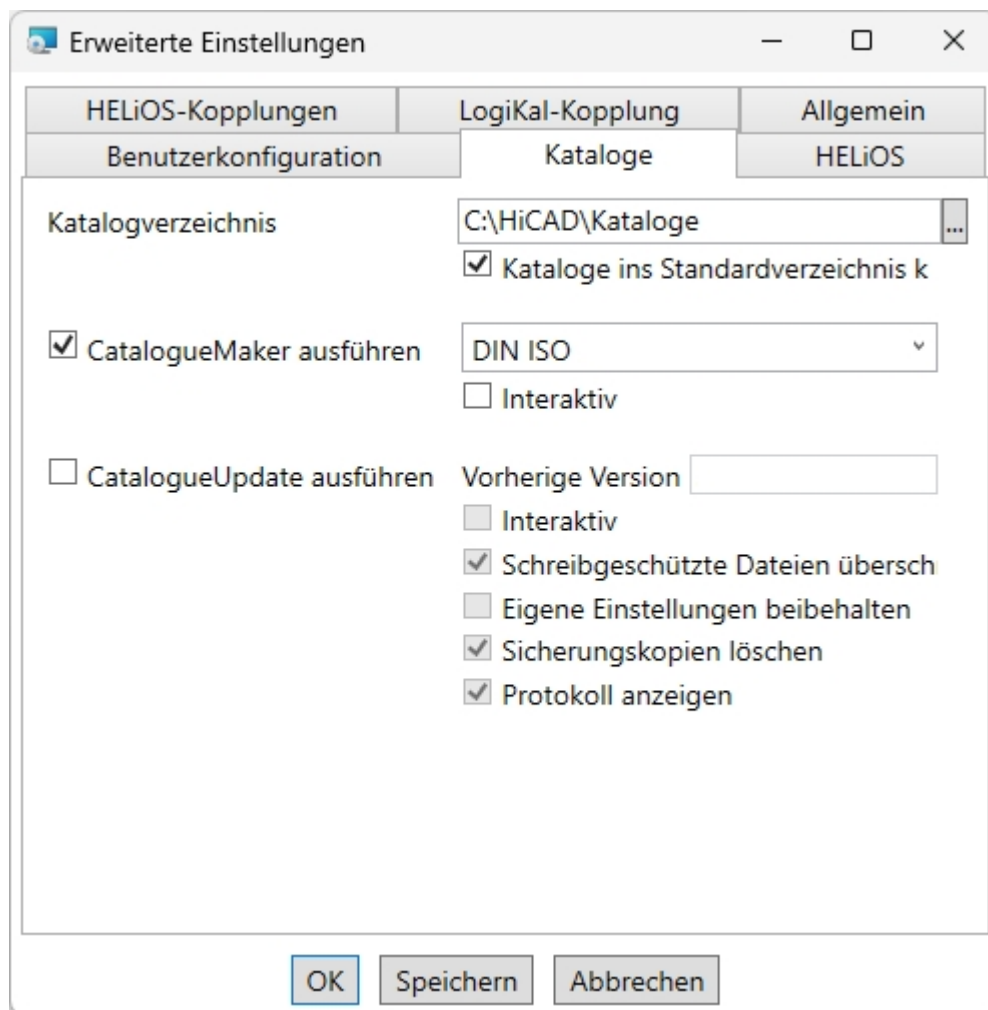 Erweiterte Einstellungen
HELiOS-Kopplungen LogiKal-Kopplung Allgemein
Benutzerkonfiguration Kataloge HELiOS
Katalogverzeichnis C:\HiCAD\Kataloge ...
Kataloge ins Standardverzeichnis k
CatalogueMaker ausführen DIN ISO
Interaktiv
CatalogueUpdate ausführen Vorherige Version
Interaktiv
Schreibgeschützte Dateien übersch
Eigene Einstellungen beibehalten
Sicherungskopien löschen
Protokoll anzeigen
OK Speichern Abbrechen